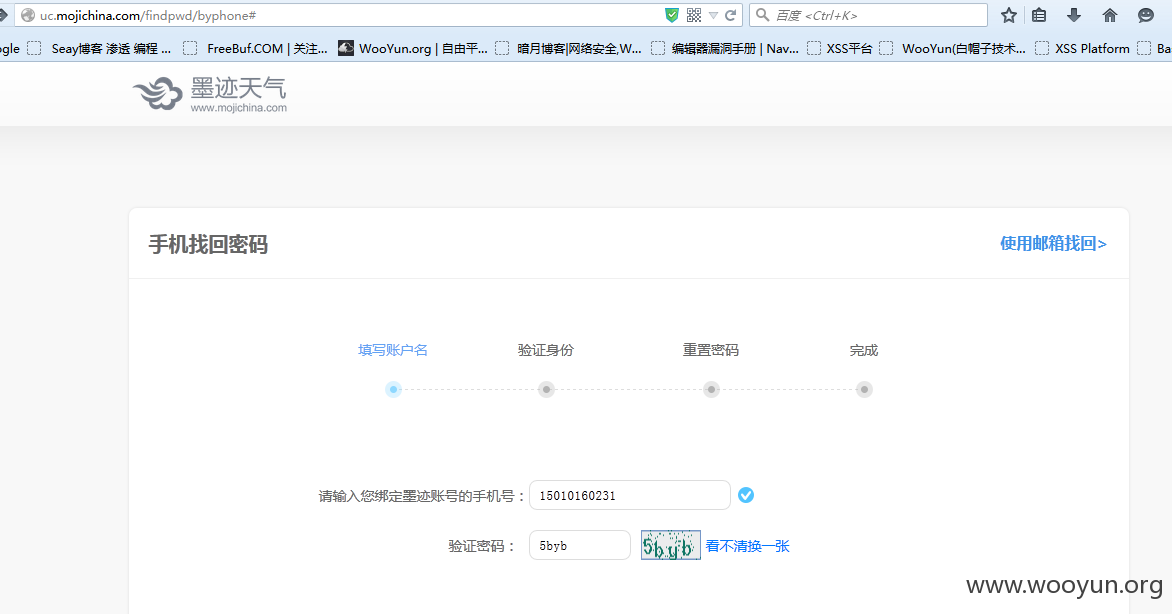 uc.mojichina.com/findpwd/byphone#
百度 <Ctrl+K>
ogle Seay博客 渗透 编程 ... FreeBuf.COM | 关注... WooYun.org | 自由平... 暗月博客|网络安全,W... 编辑器漏洞手册 | Nav... XSS平台 WooYun(白帽子技术... XSS Platform Ba
墨迹天气
www.mojichina.com
手机找回密码
使用邮箱找回>
填写账户名 验证身份 重置密码 完成
请输入您绑定墨迹账号的手机号： 15010160231
验证密码： 5byb 5byb 看不清换一张
www.wooyun.org